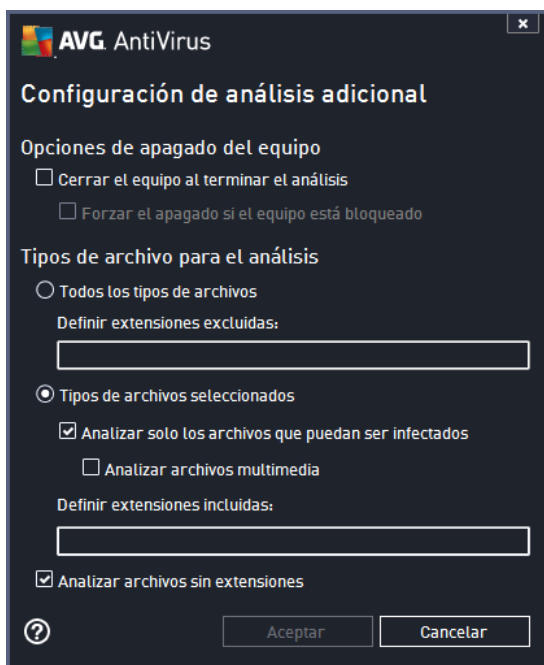 AVG. AntiVirus
Configuración de análisis adicional
Opciones de apagado del equipo
Cerrar el equipo al terminar el análisis
Forzar el apagado si el equipo está bloqueado
Tipos de archivo para el análisis
Todos los tipos de archivos
Definir extensiones excluidas:
Tipos de archivos seleccionados
Analizar solo los archivos que puedan ser infectados
Analizar archivos multimedia
Definir extensiones incluidas:
Analizar archivos sin extensiones
Aceptar
Cancelar